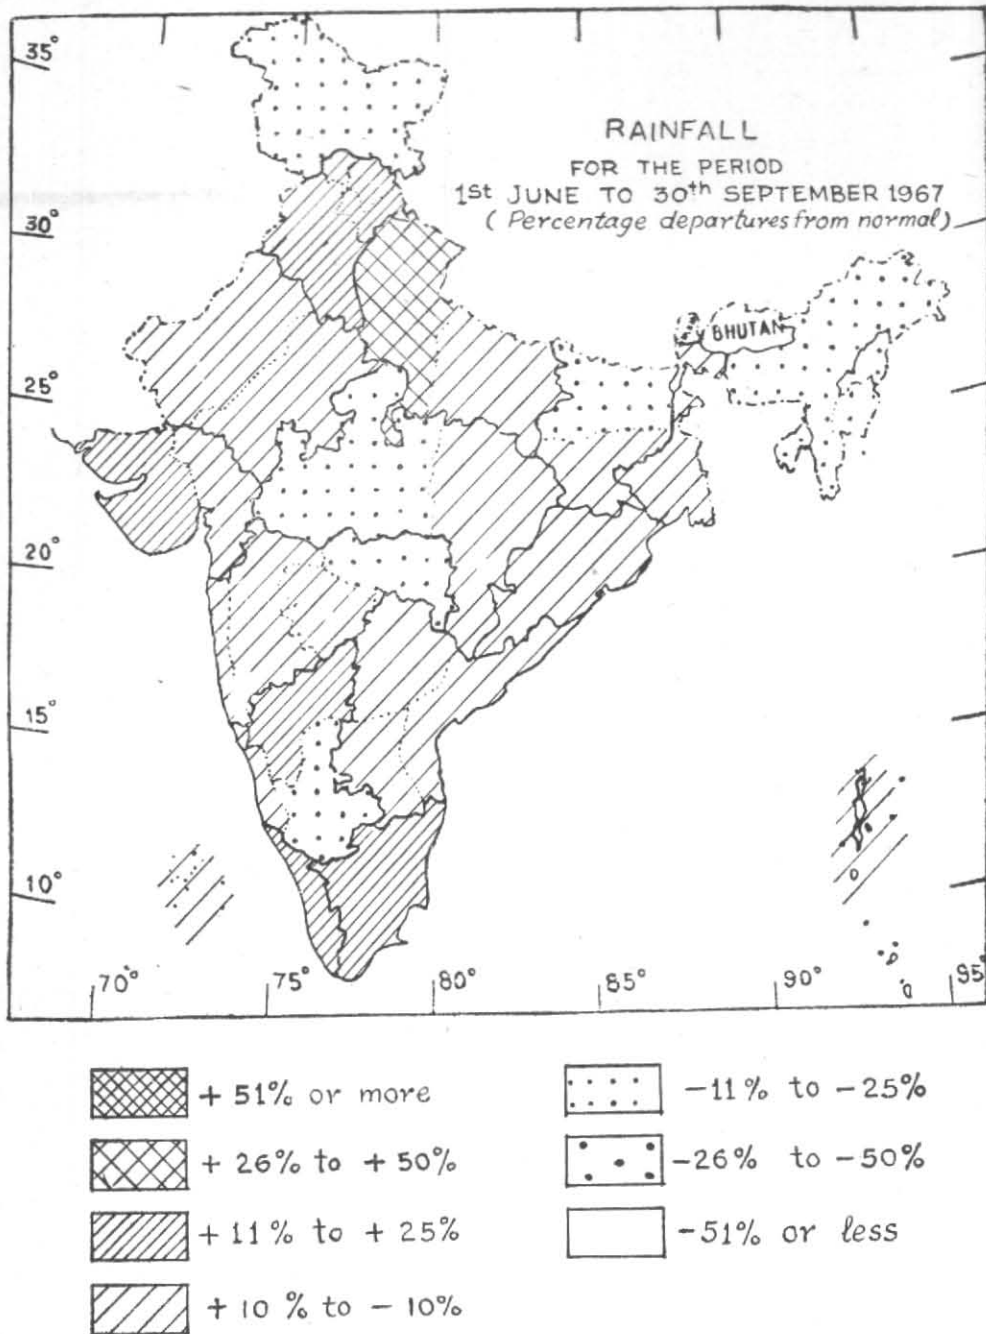 35°
RAINFALL
FOR THE PERIOD
1st JUNE TO 30th SEPTEMBER 1967
( Percentage departures from normal)
30°
BHUTAN
25°
20°
15°
10°
70°
75°
80°
85°
90°
95°
+ 51% or more
-11% to -25%
+ 26% to + 50%
-26% to -50%
+ 11% to + 25%
-51% or less
+ 10 % to - 10%